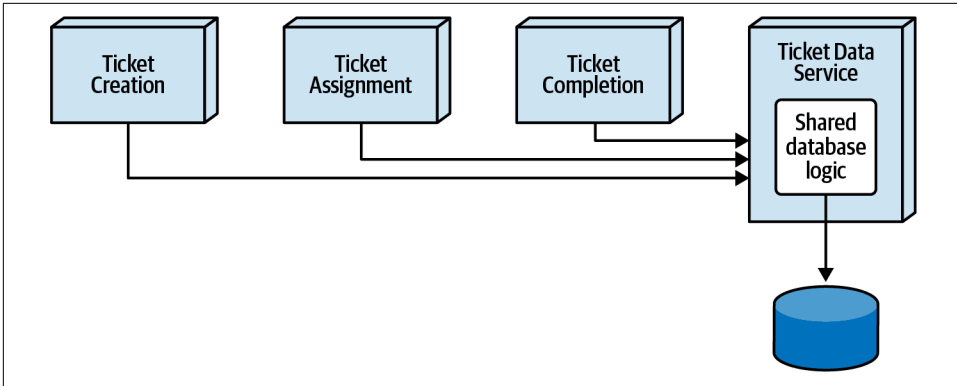 Ticket
Creation
Ticket
Assignment
Ticket
Completion
Ticket Data
Service
Shared
database
logic